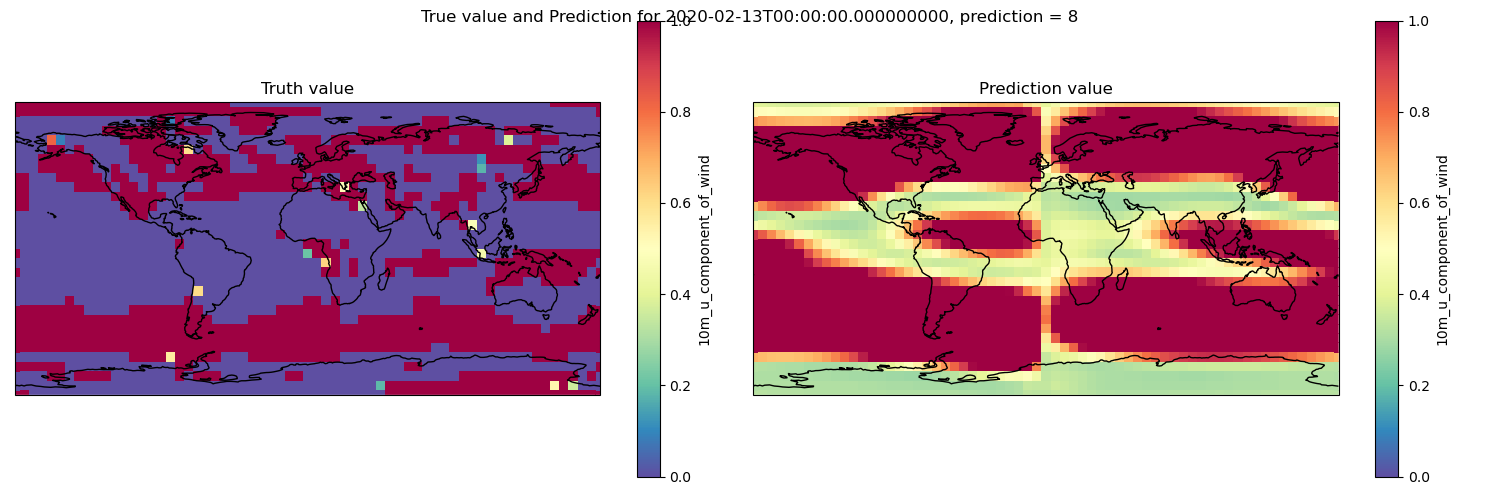 True value and Prediction for 2020-02-13T00:00:00.000000000, prediction = 8
Truth value
Prediction value
1.0
0.8
0.6
0.4
0.2
0.0
10m_u_component_of_wind
1.0
0.8
0.6
0.4
0.2
0.0
10m_u_component_of_wind